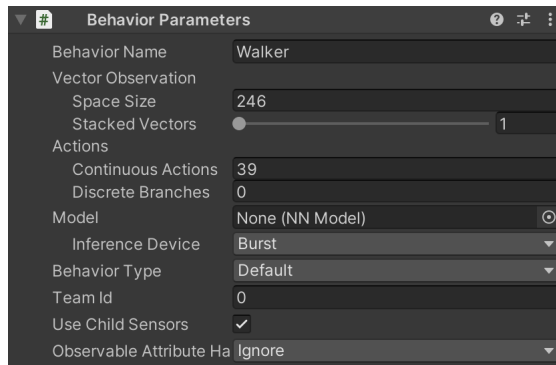 # Behavior Parameters
Behavior Name Walker
Vector Observation
Space Size 246
Stacked Vectors 1
Actions
Continuous Actions 39
Discrete Branches 0
Model None (NN Model)
Inference Device Burst
Behavior Type Default
Team Id 0
Use Child Sensors
Observable Attribute Ha Ignore